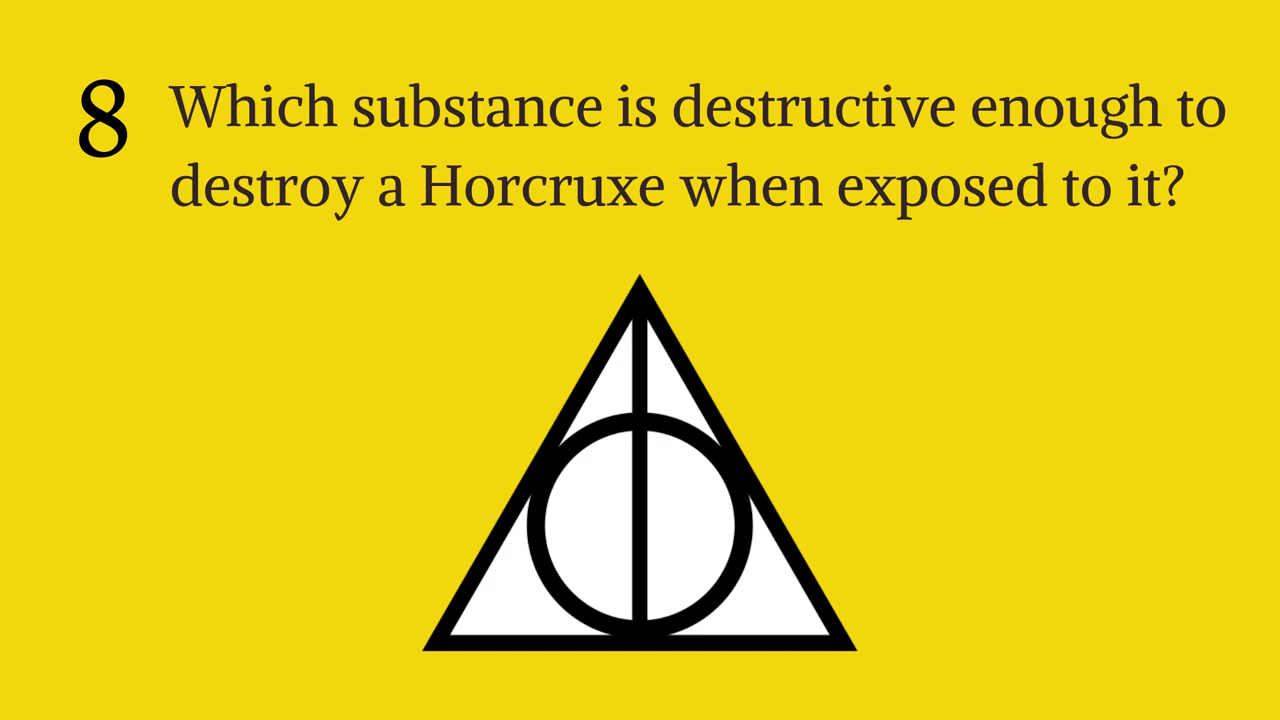 8 Which substance is destructive enough to
destroy a Horcruxe when exposed to it?